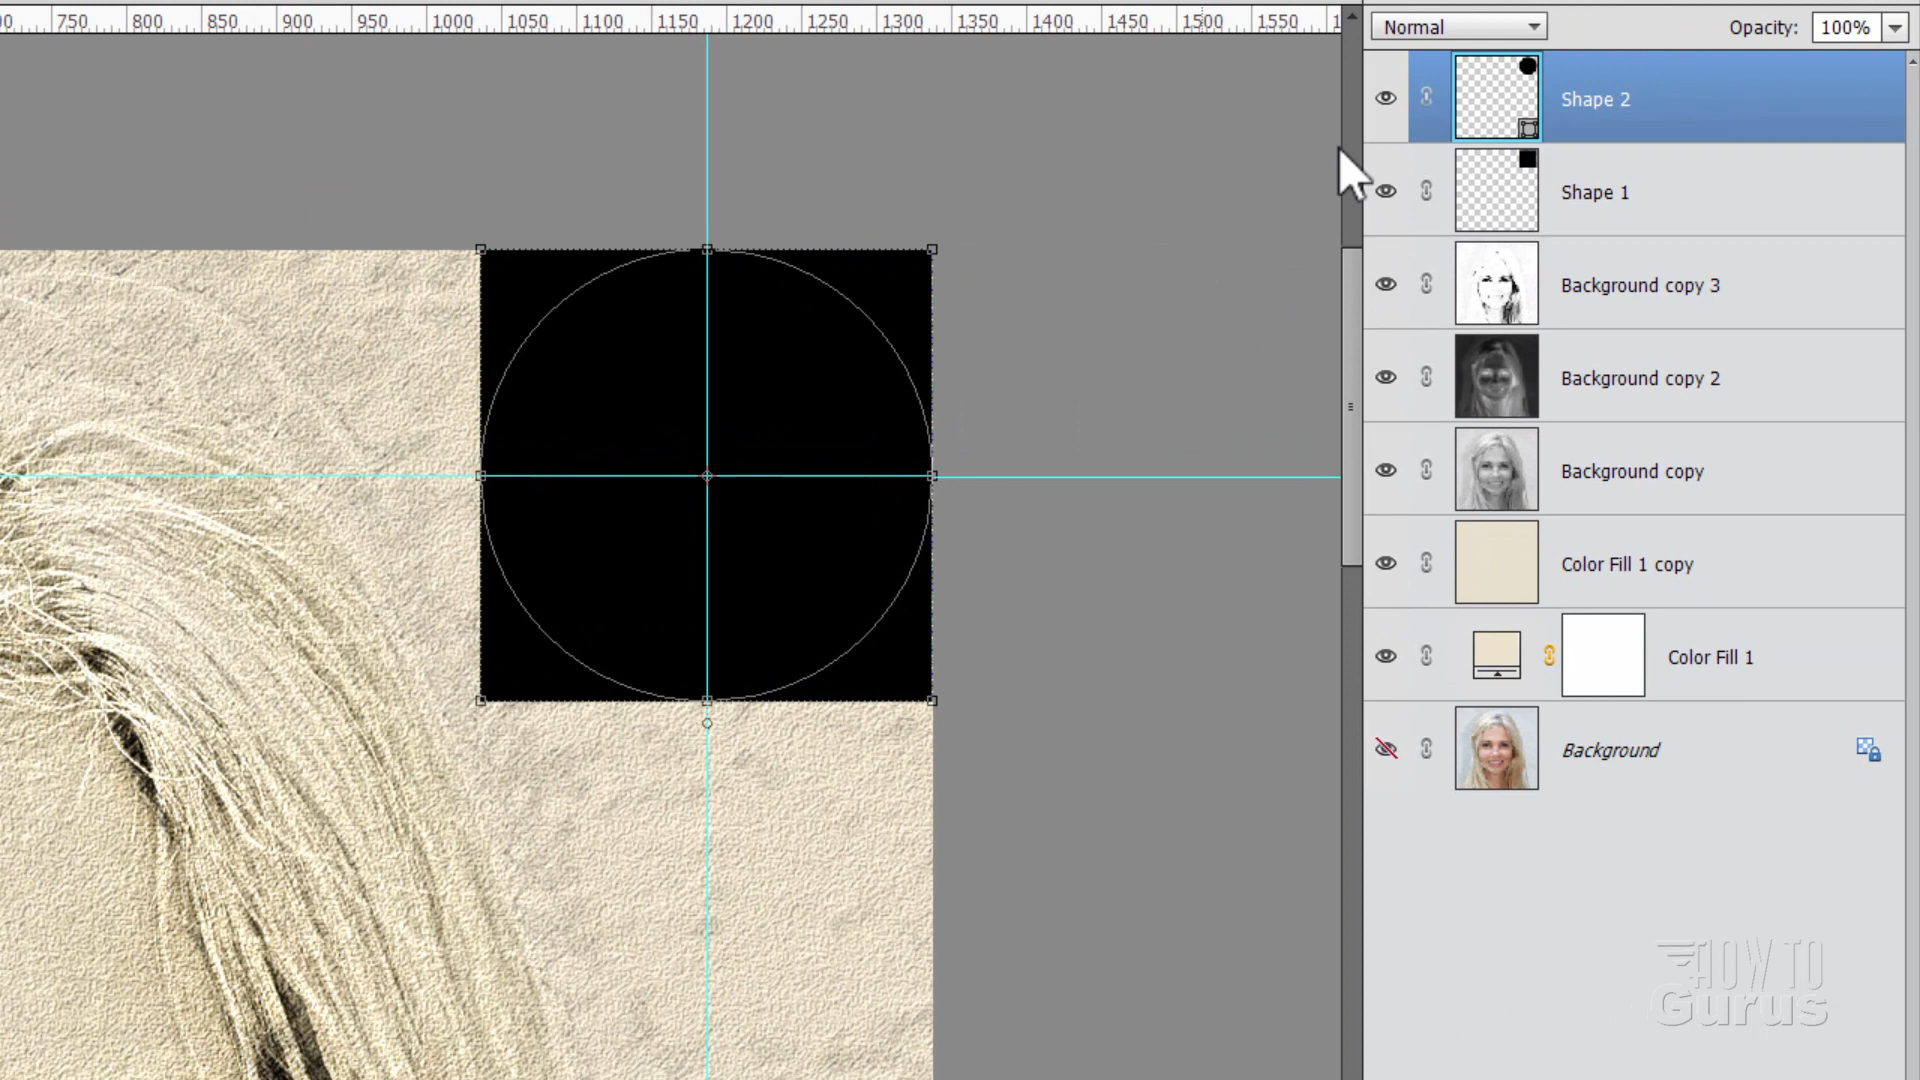 750 800 850 900 950 1000 1050 1100 1150 1200 1250 1300 1350 1400 1450 1500 1550
Normal Opacity: 100%
Shape 2
Shape 1
Background copy 3
Background copy 2
Background copy
Color Fill 1 copy
Color Fill 1
Background
HOW TO
Gurus